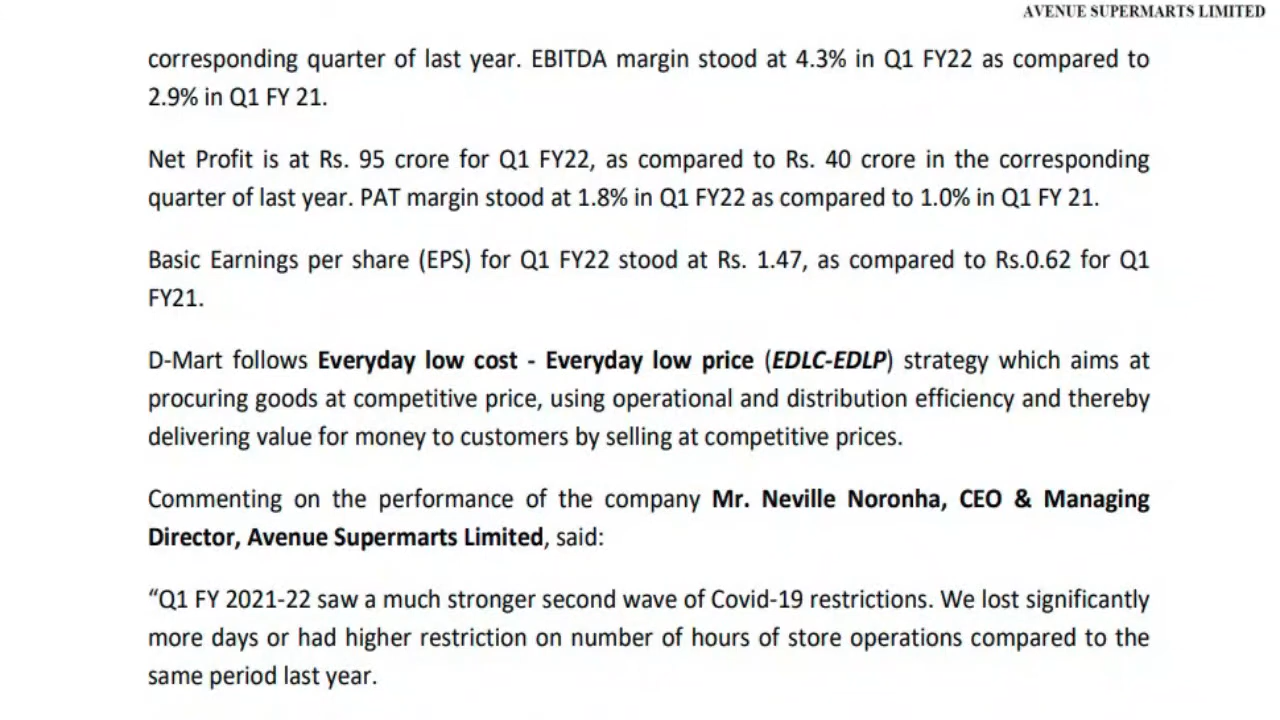 AVENUE SUPERMARTS LIMITED
corresponding quarter of last year. EBITDA margin stood at 4.3% in Q1 FY22 as compared to
2.9% in Q1 FY 21.
Net Profit is at Rs. 95 crore for Q1 FY22, as compared to Rs. 40 crore in the corresponding
quarter of last year. PAT margin stood at 1.8% in Q1 FY22 as compared to 1.0% in Q1 FY 21.
Basic Earnings per share (EPS) for Q1 FY22 stood at Rs. 1.47, as compared to Rs.0.62 for Q1
FY21.
D-Mart follows Everyday low cost - Everyday low price (EDLC-EDLP) strategy which aims at
procuring goods at competitive price, using operational and distribution efficiency and thereby
delivering value for money to customers by selling at competitive prices.
Commenting on the performance of the company Mr. Neville Noronha, CEO & Managing
Director, Avenue Supermarts Limited, said:
“Q1 FY 2021-22 saw a much stronger second wave of Covid-19 restrictions. We lost significantly
more days or had higher restriction on number of hours of store operations compared to the
same period last year.